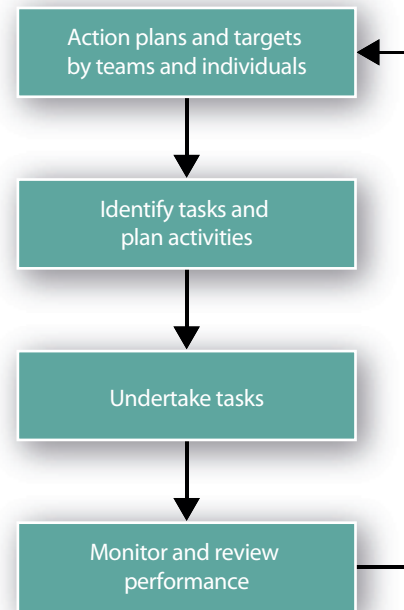 Action plans and targets
by teams and individuals
Identify tasks and
plan activities
Undertake tasks
Monitor and review
performance